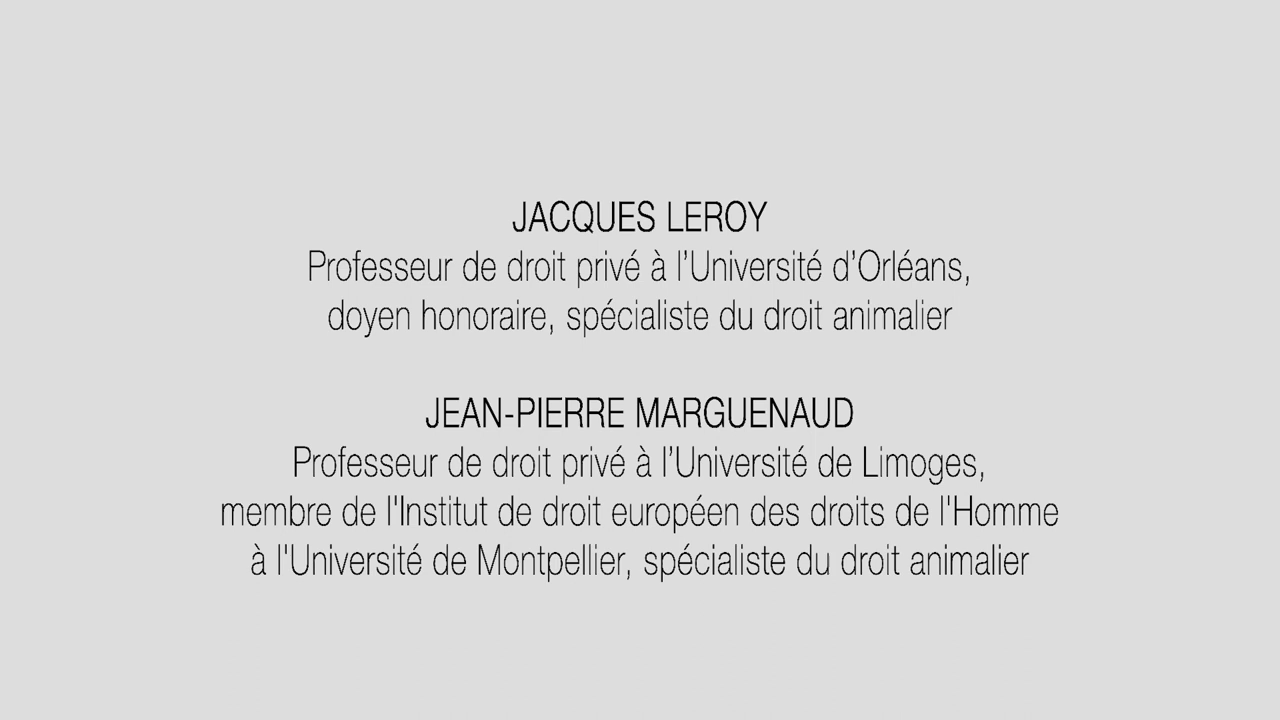 JACQUES LEROY
Professeur de droit privé à l’Université d’Orléans,
doyen honoraire, spécialiste du droit animalier
JEAN-PIERRE MARGUENAUD
Professeur de droit privé à l’Université de Limoges,
membre de l'Institut de droit européen des droits de l'Homme
à l'Université de Montpellier, spécialiste du droit animalier